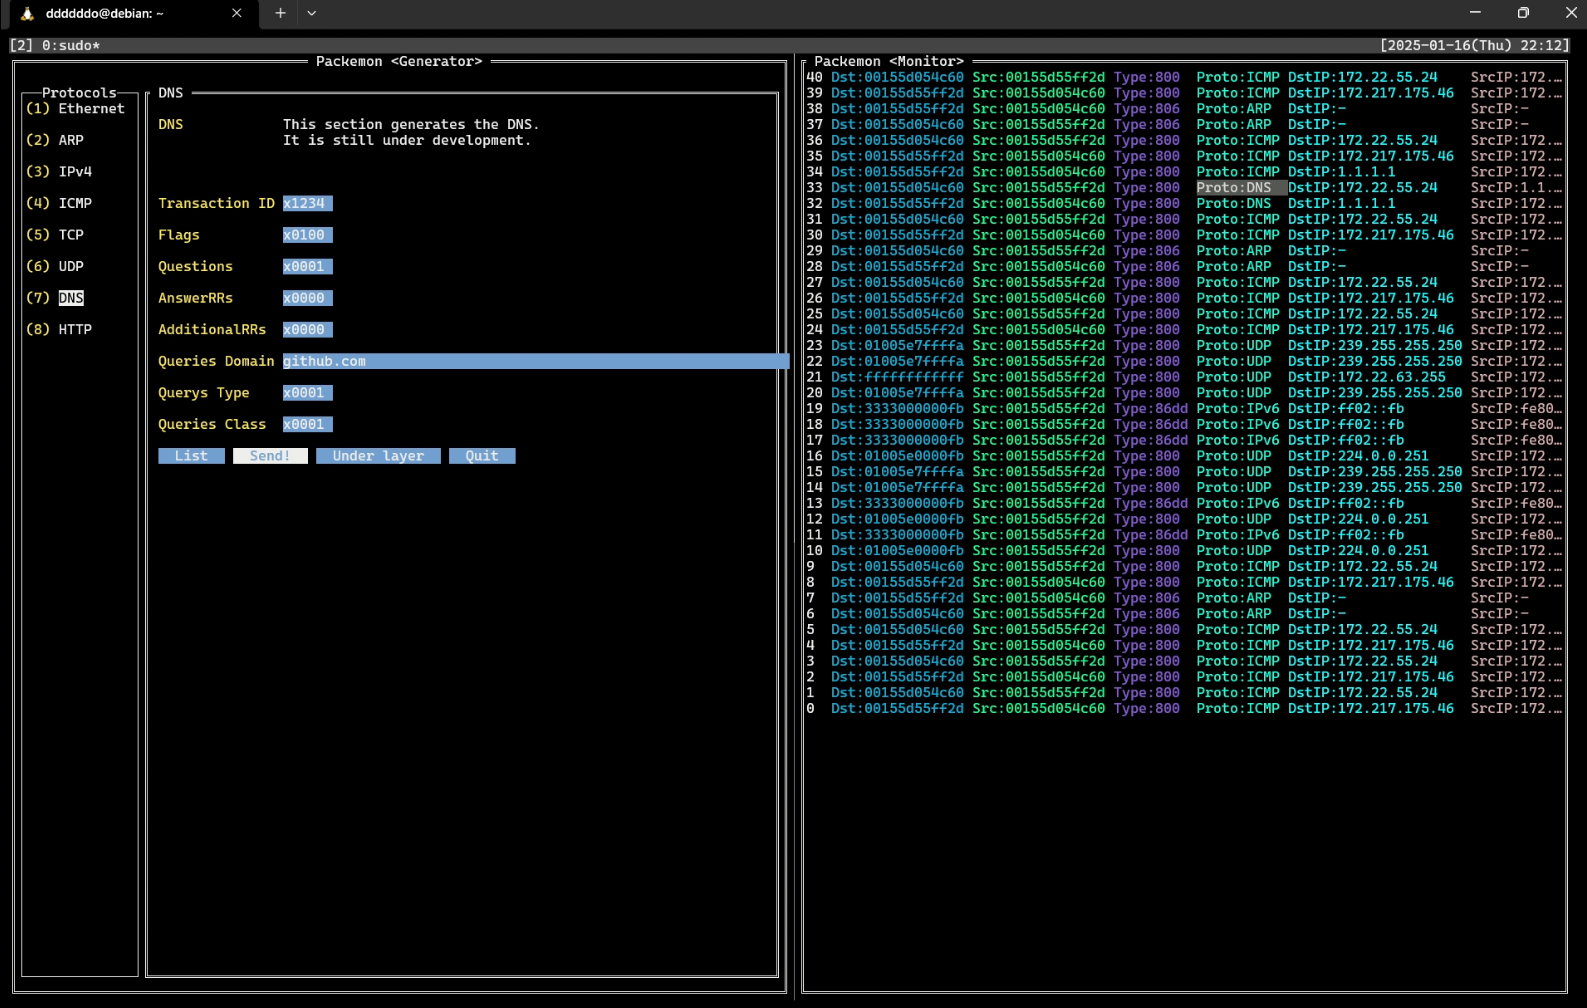 ddddddo@debian: ~
[2] 0:sudo*
[2025-01-16(Thu) 22:12]
Packemon <Generator>
Protocols
(1) Ethernet
(2) ARP
(3) IPv4
(4) ICMP
(5) TCP
(6) UDP
(7) DNS
(8) HTTP
DNS
DNS This section generates the DNS.
It is still under development.
Transaction ID x1234
Flags x0100
Questions x0001
AnswerRRs x0000
AdditionalRRs x0000
Queries Domain github.com
Querys Type x0001
Queries Class x0001
List Send! Under layer Quit
Packemon <Monitor>
40 Dst:00155d054c60 Src:00155d55ff2d Type:800 Proto:ICMP DstIP:172.22.55.24 SrcIP:172.…
39 Dst:00155d55ff2d Src:00155d054c60 Type:800 Proto:ICMP DstIP:172.217.175.46 SrcIP:172.…
38 Dst:00155d55ff2d Src:00155d054c60 Type:806 Proto:ARP DstIP:- SrcIP:-
37 Dst:00155d054c60 Src:00155d55ff2d Type:806 Proto:ARP DstIP:- SrcIP:-
36 Dst:00155d054c60 Src:00155d55ff2d Type:800 Proto:ICMP DstIP:172.22.55.24 SrcIP:172.…
35 Dst:00155d55ff2d Src:00155d054c60 Type:800 Proto:ICMP DstIP:172.217.175.46 SrcIP:172.…
34 Dst:00155d55ff2d Src:00155d054c60 Type:800 Proto:ICMP DstIP:1.1.1.1 SrcIP:172.…
33 Dst:00155d054c60 Src:00155d55ff2d Type:800 Proto:DNS DstIP:172.22.55.24 SrcIP:1.1.…
32 Dst:00155d55ff2d Src:00155d054c60 Type:800 Proto:DNS DstIP:1.1.1.1 SrcIP:172.…
31 Dst:00155d054c60 Src:00155d55ff2d Type:800 Proto:ICMP DstIP:172.22.55.24 SrcIP:172.…
30 Dst:00155d55ff2d Src:00155d054c60 Type:800 Proto:ICMP DstIP:172.217.175.46 SrcIP:172.…
29 Dst:00155d054c60 Src:00155d55ff2d Type:806 Proto:ARP DstIP:- SrcIP:-
28 Dst:00155d55ff2d Src:00155d054c60 Type:806 Proto:ARP DstIP:- SrcIP:-
27 Dst:00155d054c60 Src:00155d55ff2d Type:800 Proto:ICMP DstIP:172.22.55.24 SrcIP:172.…
26 Dst:00155d55ff2d Src:00155d054c60 Type:800 Proto:ICMP DstIP:172.217.175.46 SrcIP:172.…
25 Dst:00155d054c60 Src:00155d55ff2d Type:800 Proto:ICMP DstIP:172.22.55.24 SrcIP:172.…
24 Dst:00155d55ff2d Src:00155d054c60 Type:800 Proto:ICMP DstIP:172.217.175.46 SrcIP:172.…
23 Dst:01005e7ffffa Src:00155d55ff2d Type:800 Proto:UDP DstIP:239.255.255.250 SrcIP:172.…
22 Dst:01005e7ffffa Src:00155d55ff2d Type:800 Proto:UDP DstIP:239.255.255.250 SrcIP:172.…
21 Dst:ffffffffffff Src:00155d55ff2d Type:800 Proto:UDP DstIP:172.22.63.255 SrcIP:172.…
20 Dst:01005e7ffffa Src:00155d55ff2d Type:800 Proto:UDP DstIP:239.255.255.250 SrcIP:172.…
19 Dst:3333000000fb Src:00155d55ff2d Type:86dd Proto:IPv6 DstIP:ff02::fb SrcIP:fe80…
18 Dst:3333000000fb Src:00155d55ff2d Type:86dd Proto:IPv6 DstIP:ff02::fb SrcIP:fe80…
17 Dst:3333000000fb Src:00155d55ff2d Type:86dd Proto:IPv6 DstIP:ff02::fb SrcIP:fe80…
16 Dst:01005e0000fb Src:00155d55ff2d Type:800 Proto:UDP DstIP:224.0.0.251 SrcIP:172.…
15 Dst:01005e7ffffa Src:00155d55ff2d Type:800 Proto:UDP DstIP:239.255.255.250 SrcIP:172.…
14 Dst:01005e7ffffa Src:00155d55ff2d Type:800 Proto:UDP DstIP:239.255.255.250 SrcIP:172.…
13 Dst:3333000000fb Src:00155d55ff2d Type:86dd Proto:IPv6 DstIP:ff02::fb SrcIP:fe80…
12 Dst:01005e0000fb Src:00155d55ff2d Type:800 Proto:UDP DstIP:224.0.0.251 SrcIP:172.…
11 Dst:3333000000fb Src:00155d55ff2d Type:86dd Proto:IPv6 DstIP:ff02::fb SrcIP:fe80…
10 Dst:01005e0000fb Src:00155d55ff2d Type:800 Proto:UDP DstIP:224.0.0.251 SrcIP:172.…
9 Dst:00155d054c60 Src:00155d55ff2d Type:800 Proto:ICMP DstIP:172.22.55.24 SrcIP:172.…
8 Dst:00155d55ff2d Src:00155d054c60 Type:800 Proto:ICMP DstIP:172.217.175.46 SrcIP:172.…
7 Dst:00155d55ff2d Src:00155d054c60 Type:806 Proto:ARP DstIP:- SrcIP:-
6 Dst:00155d054c60 Src:00155d55ff2d Type:806 Proto:ARP DstIP:- SrcIP:-
5 Dst:00155d054c60 Src:00155d55ff2d Type:800 Proto:ICMP DstIP:172.22.55.24 SrcIP:172.…
4 Dst:00155d55ff2d Src:00155d054c60 Type:800 Proto:ICMP DstIP:172.217.175.46 SrcIP:172.…
3 Dst:00155d054c60 Src:00155d55ff2d Type:800 Proto:ICMP DstIP:172.22.55.24 SrcIP:172.…
2 Dst:00155d55ff2d Src:00155d054c60 Type:800 Proto:ICMP DstIP:172.217.175.46 SrcIP:172.…
1 Dst:00155d054c60 Src:00155d55ff2d Type:800 Proto:ICMP DstIP:172.22.55.24 SrcIP:172.…
0 Dst:00155d55ff2d Src:00155d054c60 Type:800 Proto:ICMP DstIP:172.217.175.46 SrcIP:172.…